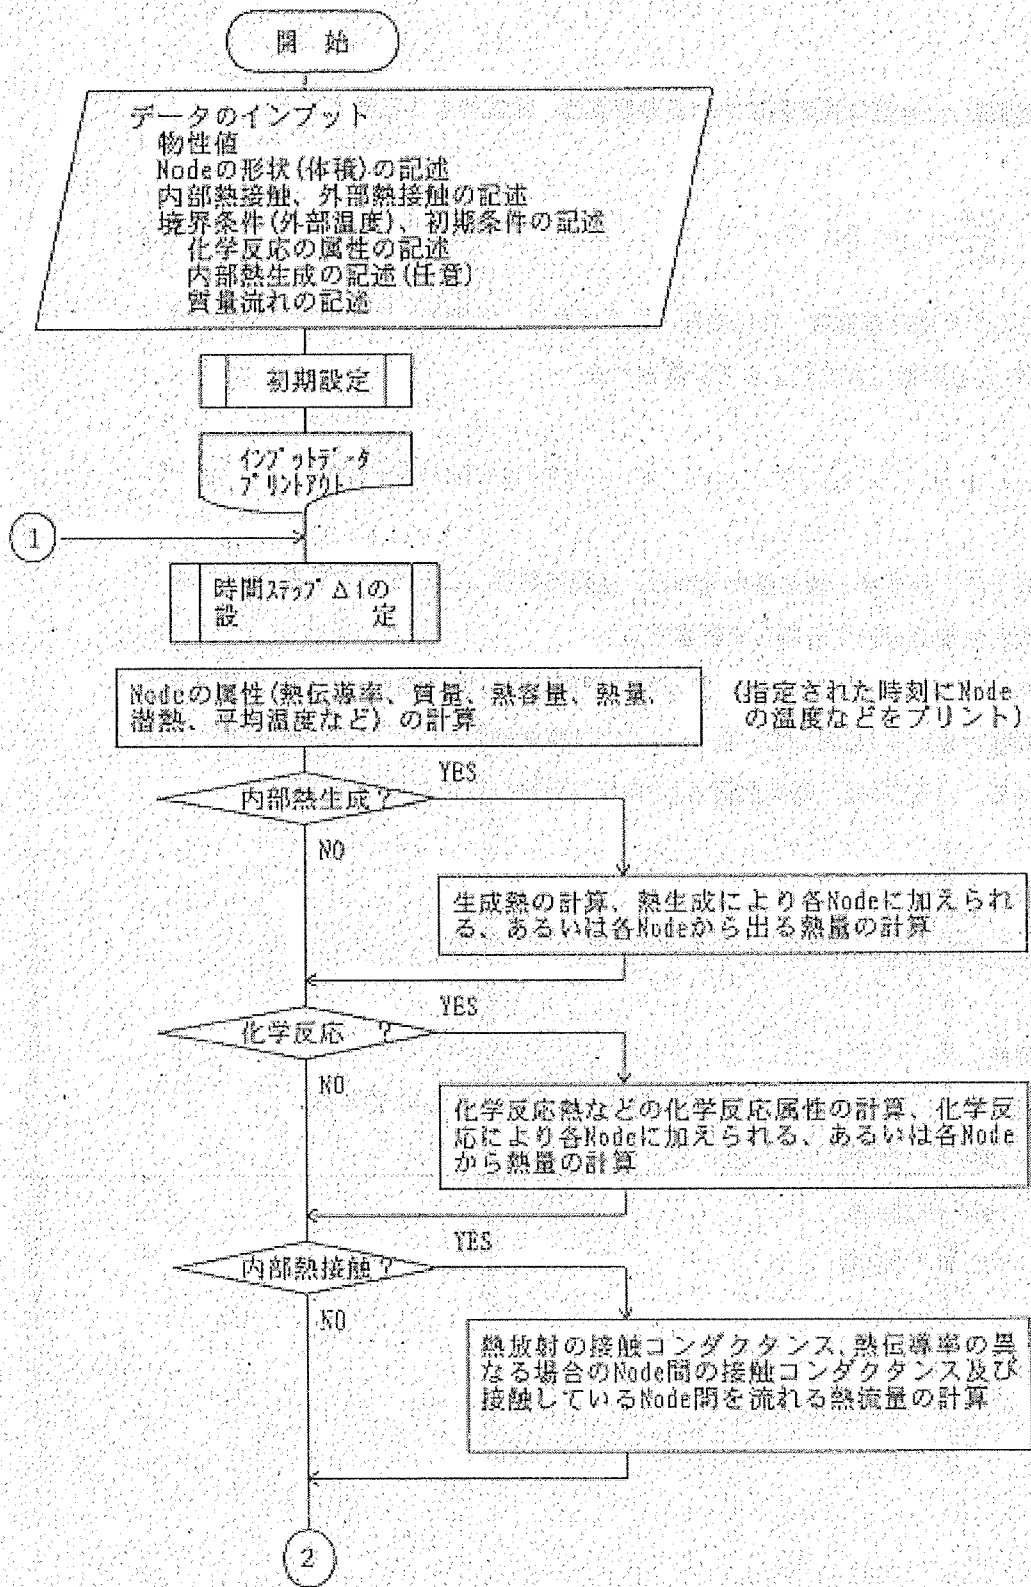 開 始
データのインプット
物性値
Nodeの形状(体積)の記述
内部熱接触、外部熱接触の記述
境界条件(外部温度)、初期条件の記述
化学反応の属性の記述
内部熱生成の記述(任意)
質量流れの記述
初期設定
インプットデータ
プリントアウト
1
時間ステップ Δtの
設 定
Nodeの属性(熱伝導率、質量、熱容量、熱量、
潜熱、平均温度など) の計算
(指定された時刻にNode
の温度などをプリント)
内部熱生成?
YES
NO
生成熱の計算、熱生成により各Nodeに加えられ
る、あるいは各Nodeから出る熱量の計算
化学反応 ?
YES
NO
化学反応熱などの化学反応属性の計算、化学反
応により各Nodeに加えられる、あるいは各Node
から熱量の計算
内部熱接触?
YES
NO
熱放射の接触コンダクタンス、熱伝導率の異
なる場合のNode間の接触コンダクタンス及び
接触しているNode間を流れる熱流量の計算
2